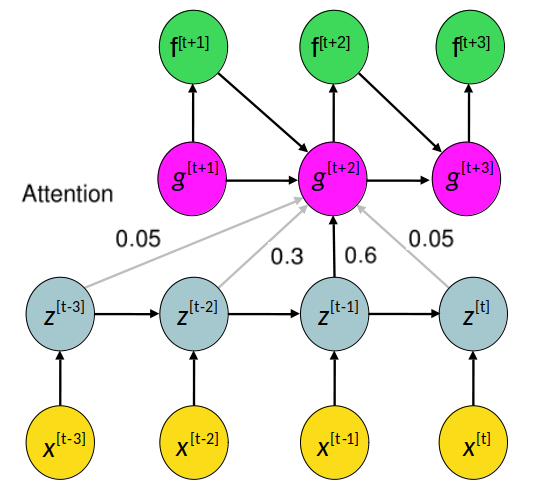 f[t+1] f[t+2] f[t+3]
g[t+1] g[t+2] g[t+3]
Attention
0.05 0.3 0.6 0.05
z[t-3] z[t-2] z[t-1] z[t]
x[t-3] x[t-2] x[t-1] x[t]